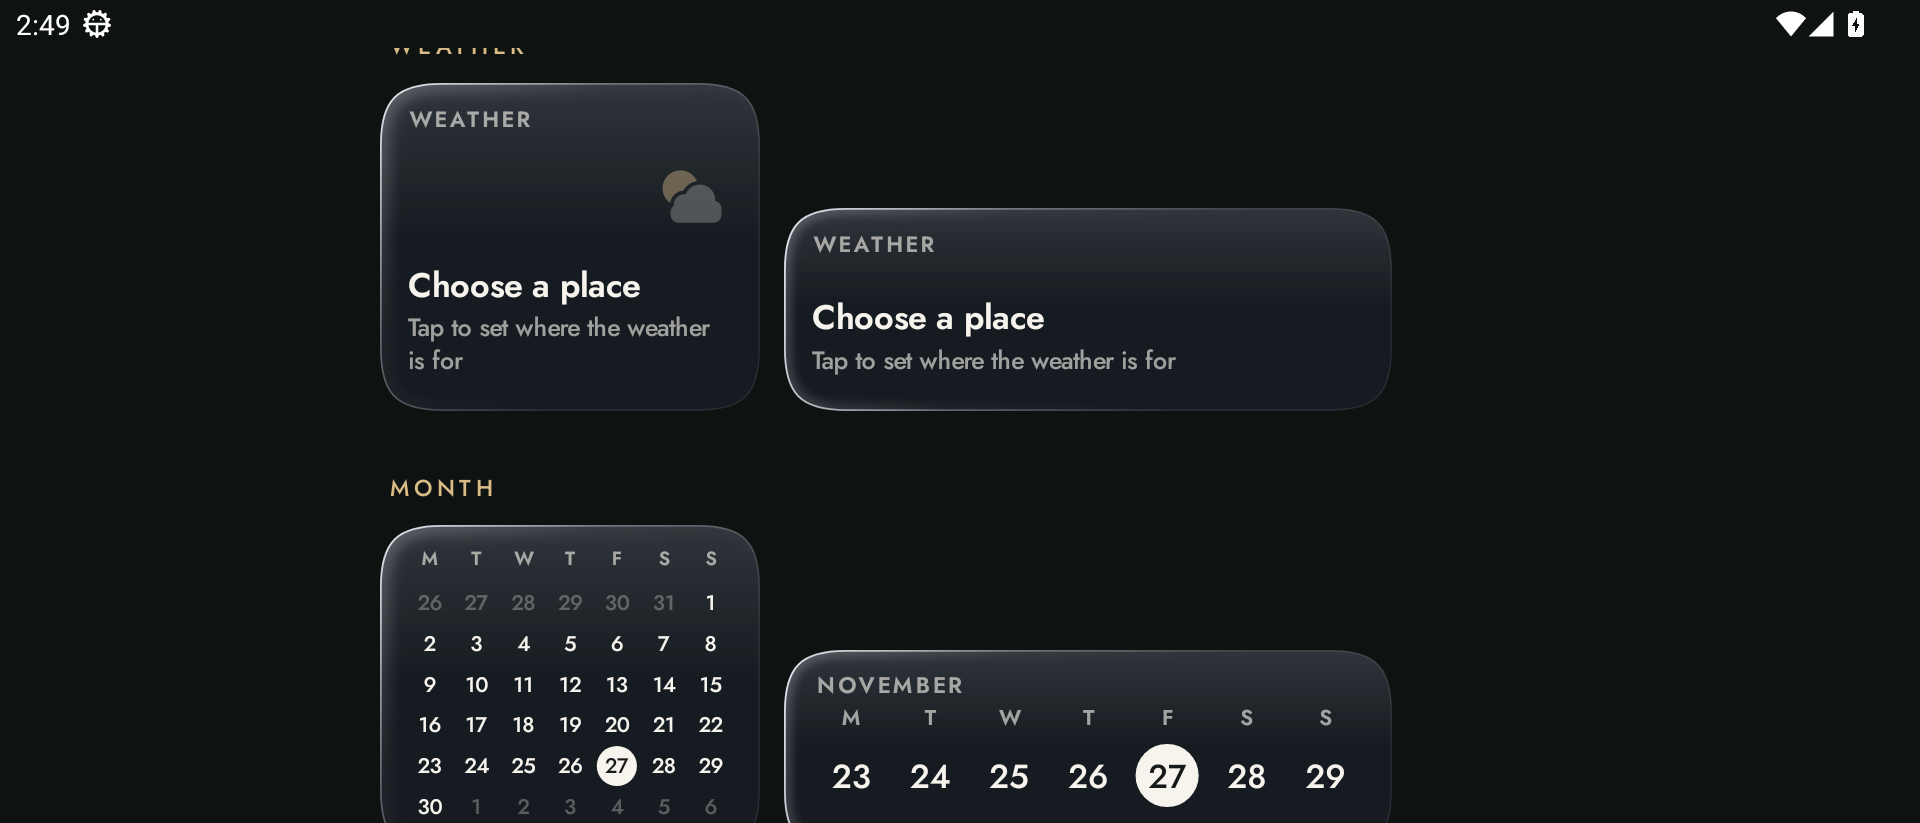 2:49
WEATHER
WEATHER
Choose a place
Tap to set where the weather
is for
WEATHER
Choose a place
Tap to set where the weather is for
MONTH
M T W T F S S
26 27 28 29 30 31 1
2 3 4 5 6 7 8
9 10 11 12 13 14 15
16 17 18 19 20 21 22
23 24 25 26 27 28 29
30 1 2 3 4 5 6
NOVEMBER
M T W T F S S
23 24 25 26 27 28 29